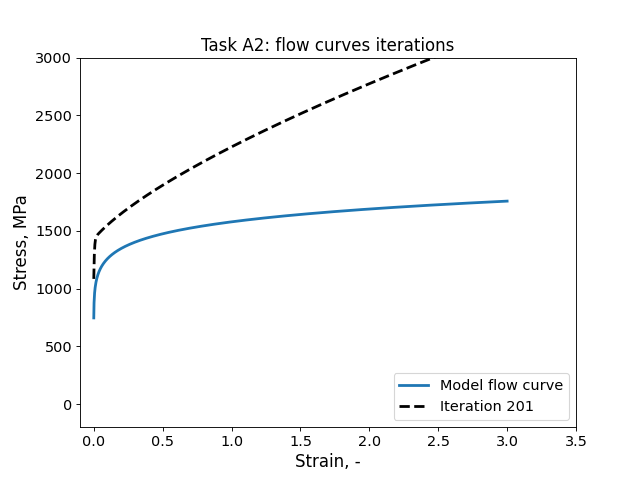 Task A2: flow curves iterations
3000
2500
2000
1500
1000
500
0
Stress, MPa
Model flow curve
Iteration 201
0.0 0.5 1.0 1.5 2.0 2.5 3.0 3.5
Strain, -